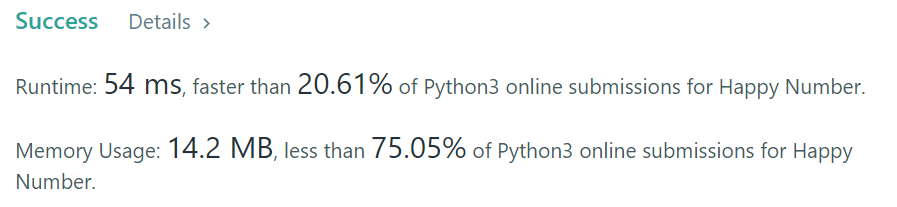 Success Details >
Runtime: 54 ms, faster than 20.61% of Python3 online submissions for Happy Number.
Memory Usage: 14.2 MB, less than 75.05% of Python3 online submissions for Happy
Number.